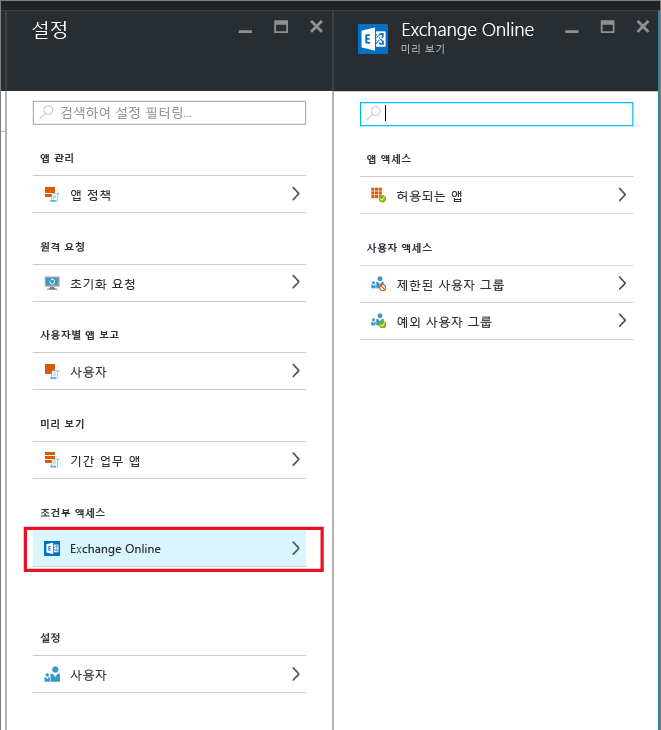 설정
검색하여 설정 필터링...
앱 관리
앱 정책
원격 요청
초기화 요청
사용자별 앱 보고
사용자
미리 보기
기간 업무 앱
조건부 액세스
Exchange Online
설정
사용자
Exchange Online
미리 보기
앱 액세스
허용되는 앱
사용자 액세스
제한된 사용자 그룹
예외 사용자 그룹